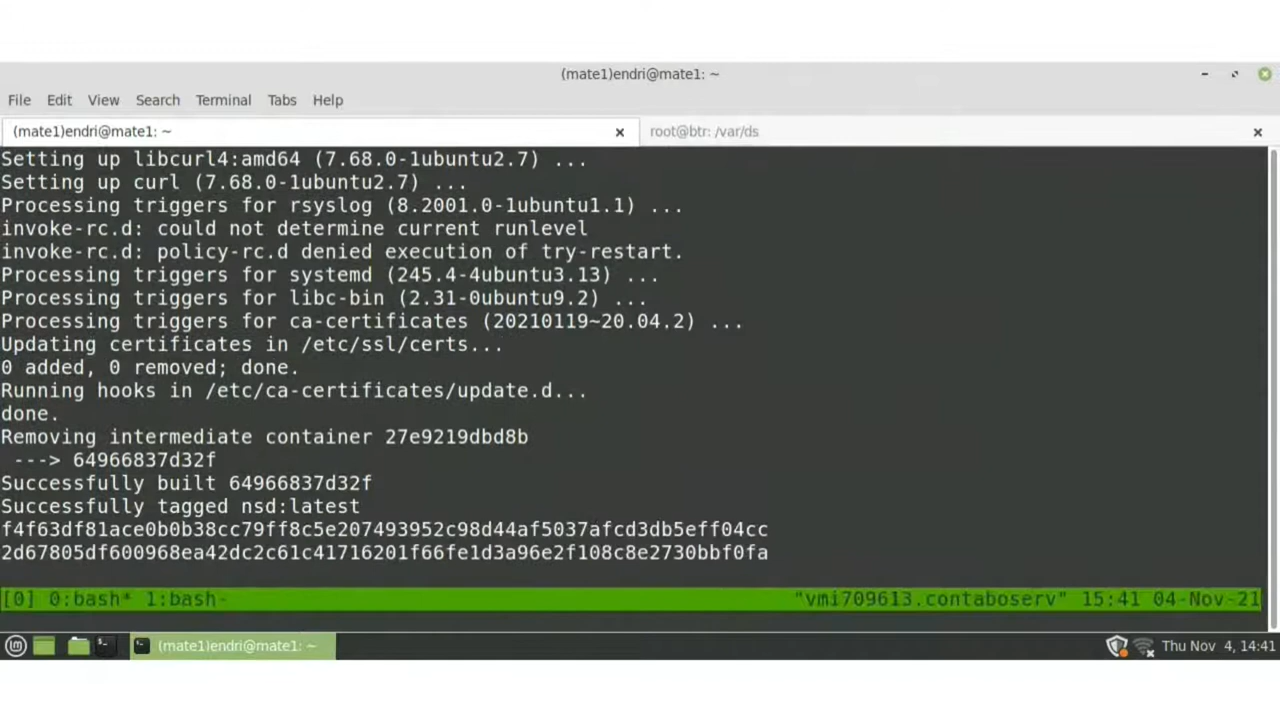 (mate1)endri@mate1: ~
File Edit View Search Terminal Tabs Help
(mate1)endri@mate1: ~ × root@btr: /var/ds ×
Setting up libcurl4:amd64 (7.68.0-1ubuntu2.7) ...
Setting up curl (7.68.0-1ubuntu2.7) ...
Processing triggers for rsyslog (8.2001.0-1ubuntu1.1) ...
invoke-rc.d: could not determine current runlevel
invoke-rc.d: policy-rc.d denied execution of try-restart.
Processing triggers for systemd (245.4-4ubuntu3.13) ...
Processing triggers for libc-bin (2.31-0ubuntu9.2) ...
Processing triggers for ca-certificates (20210119~20.04.2) ...
Updating certificates in /etc/ssl/certs...
0 added, 0 removed; done.
Running hooks in /etc/ca-certificates/update.d...
done.
Removing intermediate container 27e9219dbd8b
---> 64966837d32f
Successfully built 64966837d32f
Successfully tagged nsd:latest
f4f63df81ace0b0b38cc79ff8c5e207493952c98d44af5037afcd3db5eff04cc
2d67805df600968ea42dc2c61c41716201f66fe1d3a96e2f108c8e2730bbf0fa
[0] 0:bash* 1:bash- "vmi709613.contaboserv" 15:41 04-Nov-21
(mate1)endri@mate1: ~ Thu Nov 4, 14:41